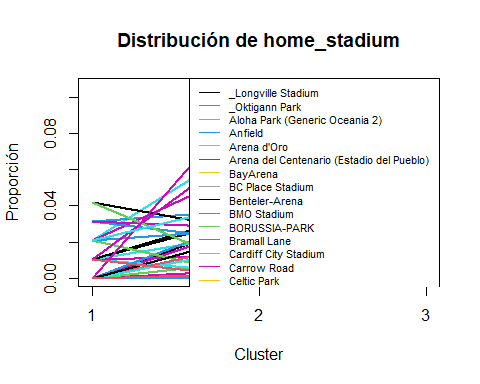 Distribución de home_stadium
Proporción
0.08
0.04
0.00
_Longville Stadium
_Oktigann Park
Aloha Park (Generic Oceania 2)
Anfield
Arena d'Oro
Arena del Centenario (Estadio del Pueblo)
BayArena
BC Place Stadium
Benteler-Arena
BMO Stadium
BORUSSIA-PARK
Bramall Lane
Cardiff City Stadium
Carrow Road
Celtic Park
1 2 3
Cluster